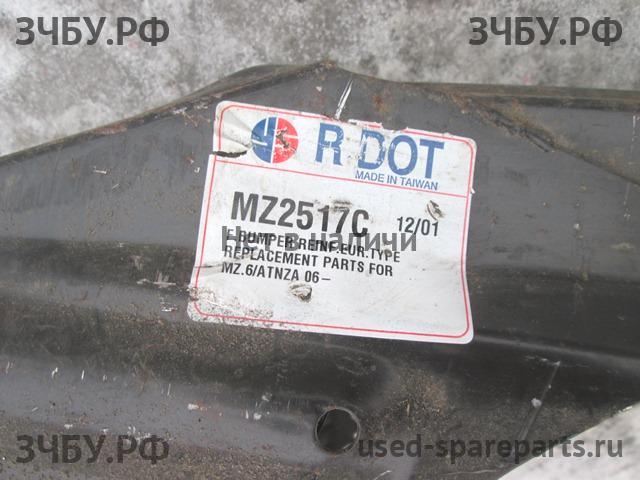 ЗЧБУ.РФ
ЗЧБУ.РФ
R DOT
MADE IN TAIWAN
MZ2517C 12/01
F.BUMPER REINF.EUR.TYPE
Нет в наличи
REPLACEMENT PARTS FOR
MZ.6/ATNZA 06–
ЗЧБУ.РФ
used-spareparts.ru